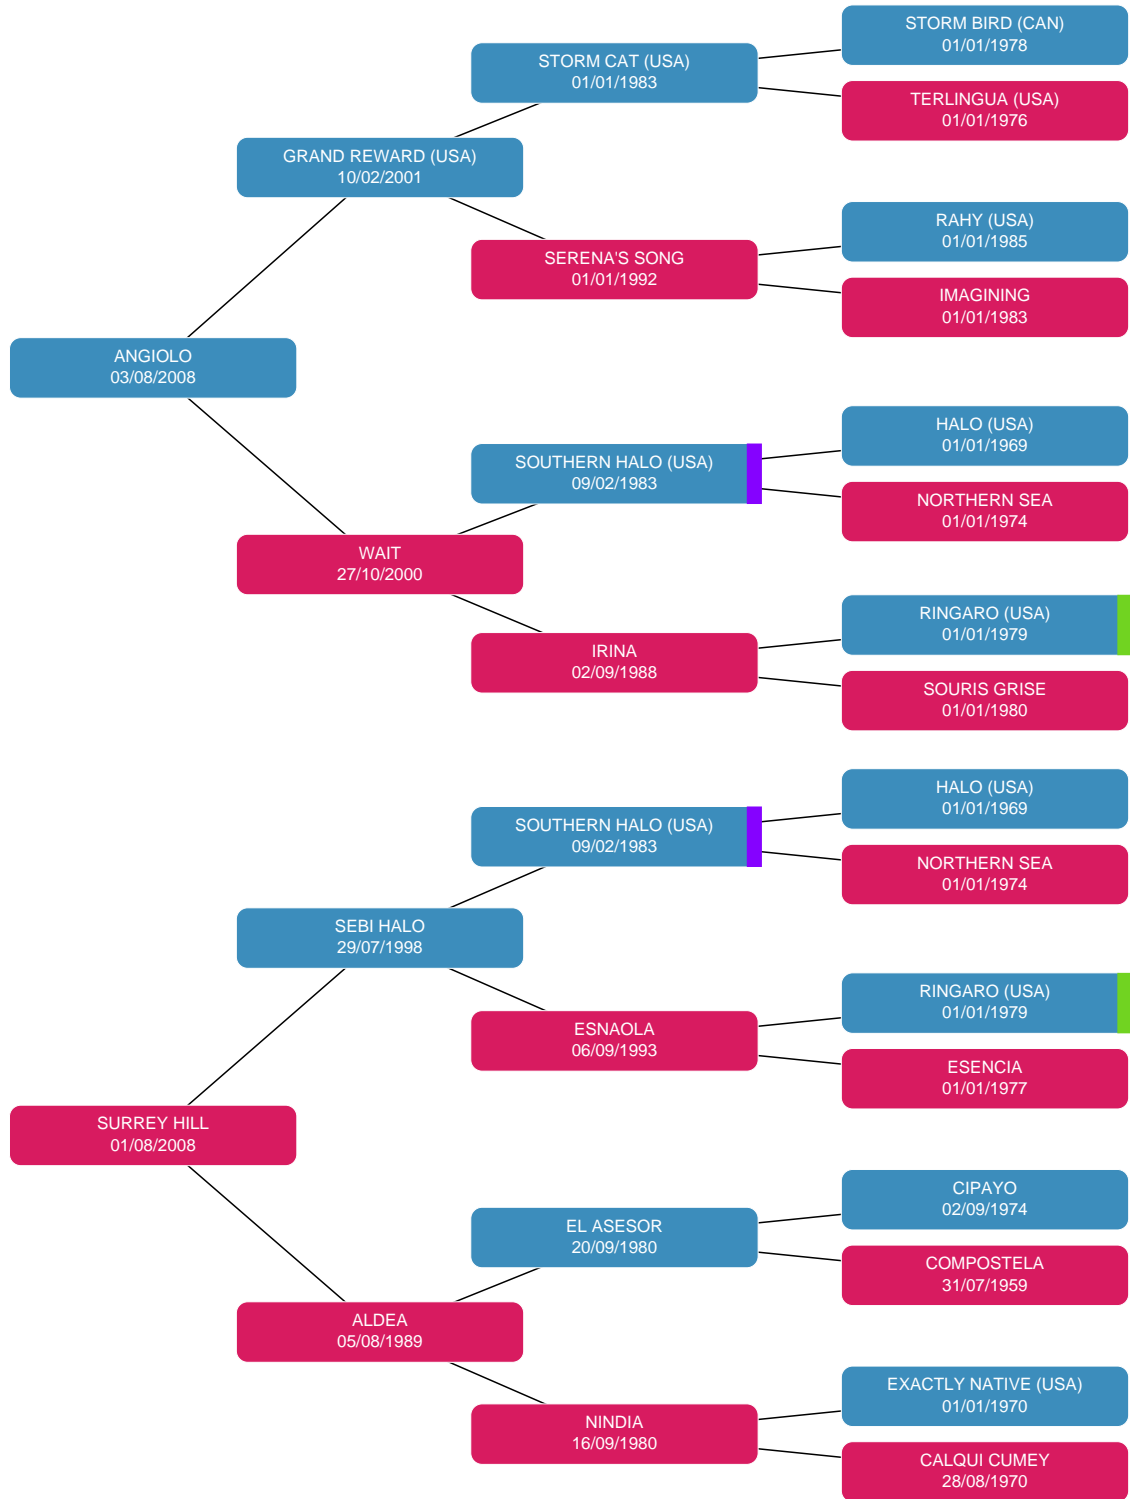 STORM BIRD (CAN)
01/01/1978
STORM CAT (USA)
01/01/1983
TERLINGUA (USA)
01/01/1976
GRAND REWARD (USA)
10/02/2001
RAHY (USA)
01/01/1985
SERENA'S SONG
01/01/1992
IMAGINING
01/01/1983
ANGIOLO
03/08/2008
HALO (USA)
01/01/1969
SOUTHERN HALO (USA)
09/02/1983
NORTHERN SEA
01/01/1974
WAIT
27/10/2000
RINGARO (USA)
01/01/1979
IRINA
02/09/1988
SOURIS GRISE
01/01/1980
HALO (USA)
01/01/1969
SOUTHERN HALO (USA)
09/02/1983
NORTHERN SEA
01/01/1974
SEBI HALO
29/07/1998
RINGARO (USA)
01/01/1979
ESNAOLA
06/09/1993
ESENCIA
01/01/1977
SURREY HILL
01/08/2008
CIPAYO
02/09/1974
EL ASESOR
20/09/1980
COMPOSTELA
31/07/1959
ALDEA
05/08/1989
EXACTLY NATIVE (USA)
01/01/1970
NINDIA
16/09/1980
CALQUI CUMEY
28/08/1970